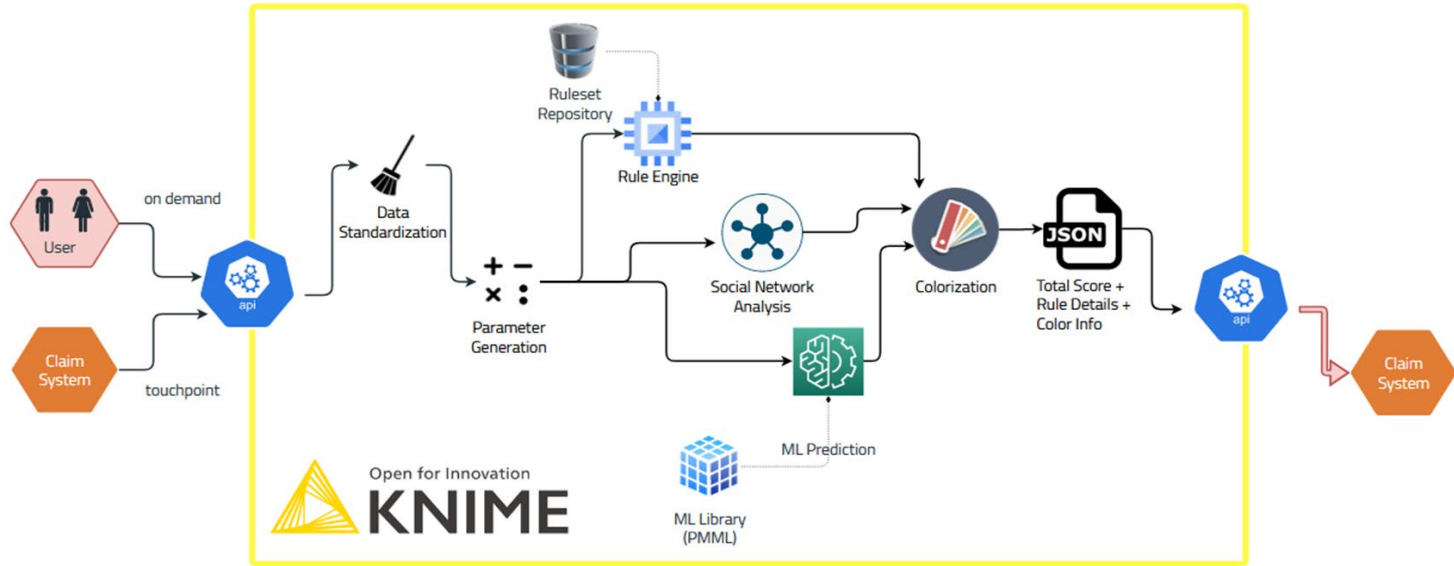 Ruleset
Repository
Rule Engine
on demand
User
Data
Standardization
api
JSON
Social Network
Analysis
Colorization
Total Score +
Rule Details +
Color Info
api
Parameter
Generation
Claim
System
touchpoint
Claim
System
ML Prediction
Open for Innovation
KNIME
ML Library
(PMML)